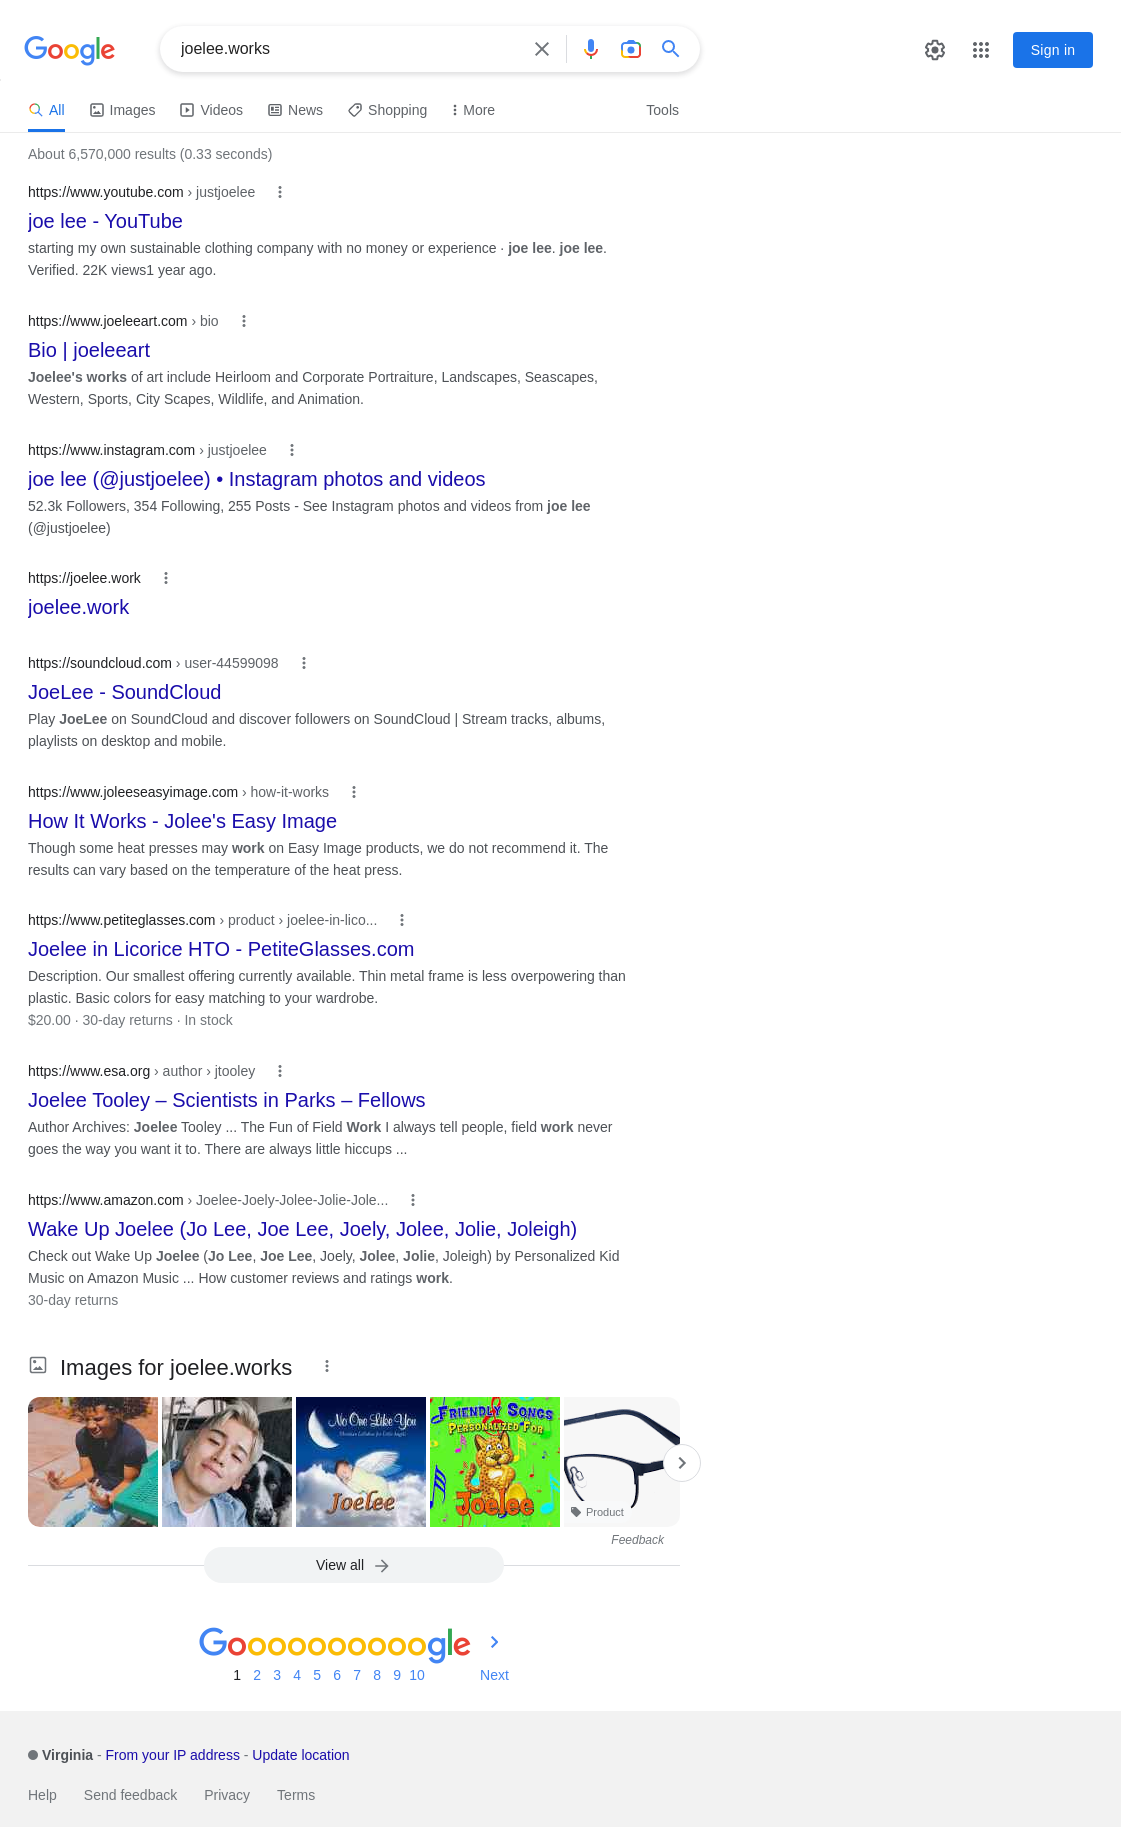 Google
joelee.works
Sign in
All
Images
Videos
News
Shopping
More
Tools
About 6,570,000 results (0.33 seconds)
https://www.youtube.com › justjoelee
joe lee - YouTube
starting my own sustainable clothing company with no money or experience · joe lee. joe lee.
Verified. 22K views1 year ago.
https://www.joeleeart.com › bio
Bio | joeleeart
Joelee's works of art include Heirloom and Corporate Portraiture, Landscapes, Seascapes,
Western, Sports, City Scapes, Wildlife, and Animation.
https://www.instagram.com › justjoelee
joe lee (@justjoelee) • Instagram photos and videos
52.3k Followers, 354 Following, 255 Posts - See Instagram photos and videos from joe lee
(@justjoelee)
https://joelee.work
joelee.work
https://soundcloud.com › user-44599098
JoeLee - SoundCloud
Play JoeLee on SoundCloud and discover followers on SoundCloud | Stream tracks, albums,
playlists on desktop and mobile.
https://www.joleeseasyimage.com › how-it-works
How It Works - Jolee's Easy Image
Though some heat presses may work on Easy Image products, we do not recommend it. The
results can vary based on the temperature of the heat press.
https://www.petiteglasses.com › product › joelee-in-lico...
Joelee in Licorice HTO - PetiteGlasses.com
Description. Our smallest offering currently available. Thin metal frame is less overpowering than
plastic. Basic colors for easy matching to your wardrobe.
$20.00 · 30-day returns · In stock
https://www.esa.org › author › jtooley
Joelee Tooley – Scientists in Parks – Fellows
Author Archives: Joelee Tooley ... The Fun of Field Work I always tell people, field work never
goes the way you want it to. There are always little hiccups ...
https://www.amazon.com › Joelee-Joely-Jolee-Jolie-Jole...
Wake Up Joelee (Jo Lee, Joe Lee, Joely, Jolee, Jolie, Joleigh)
Check out Wake Up Joelee (Jo Lee, Joe Lee, Joely, Jolee, Jolie, Joleigh) by Personalized Kid
Music on Amazon Music ... How customer reviews and ratings work.
30-day returns
Images for joelee.works
No One Like You
Christian Lullabies for Little Angels
Joelee
FRIENDLY SONGS
PERSONALIZED FOR
Joelee
Product
Feedback
View all
Goooooooooogle
1 2 3 4 5 6 7 8 9 10 Next
Virginia - From your IP address - Update location
Help Send feedback Privacy Terms